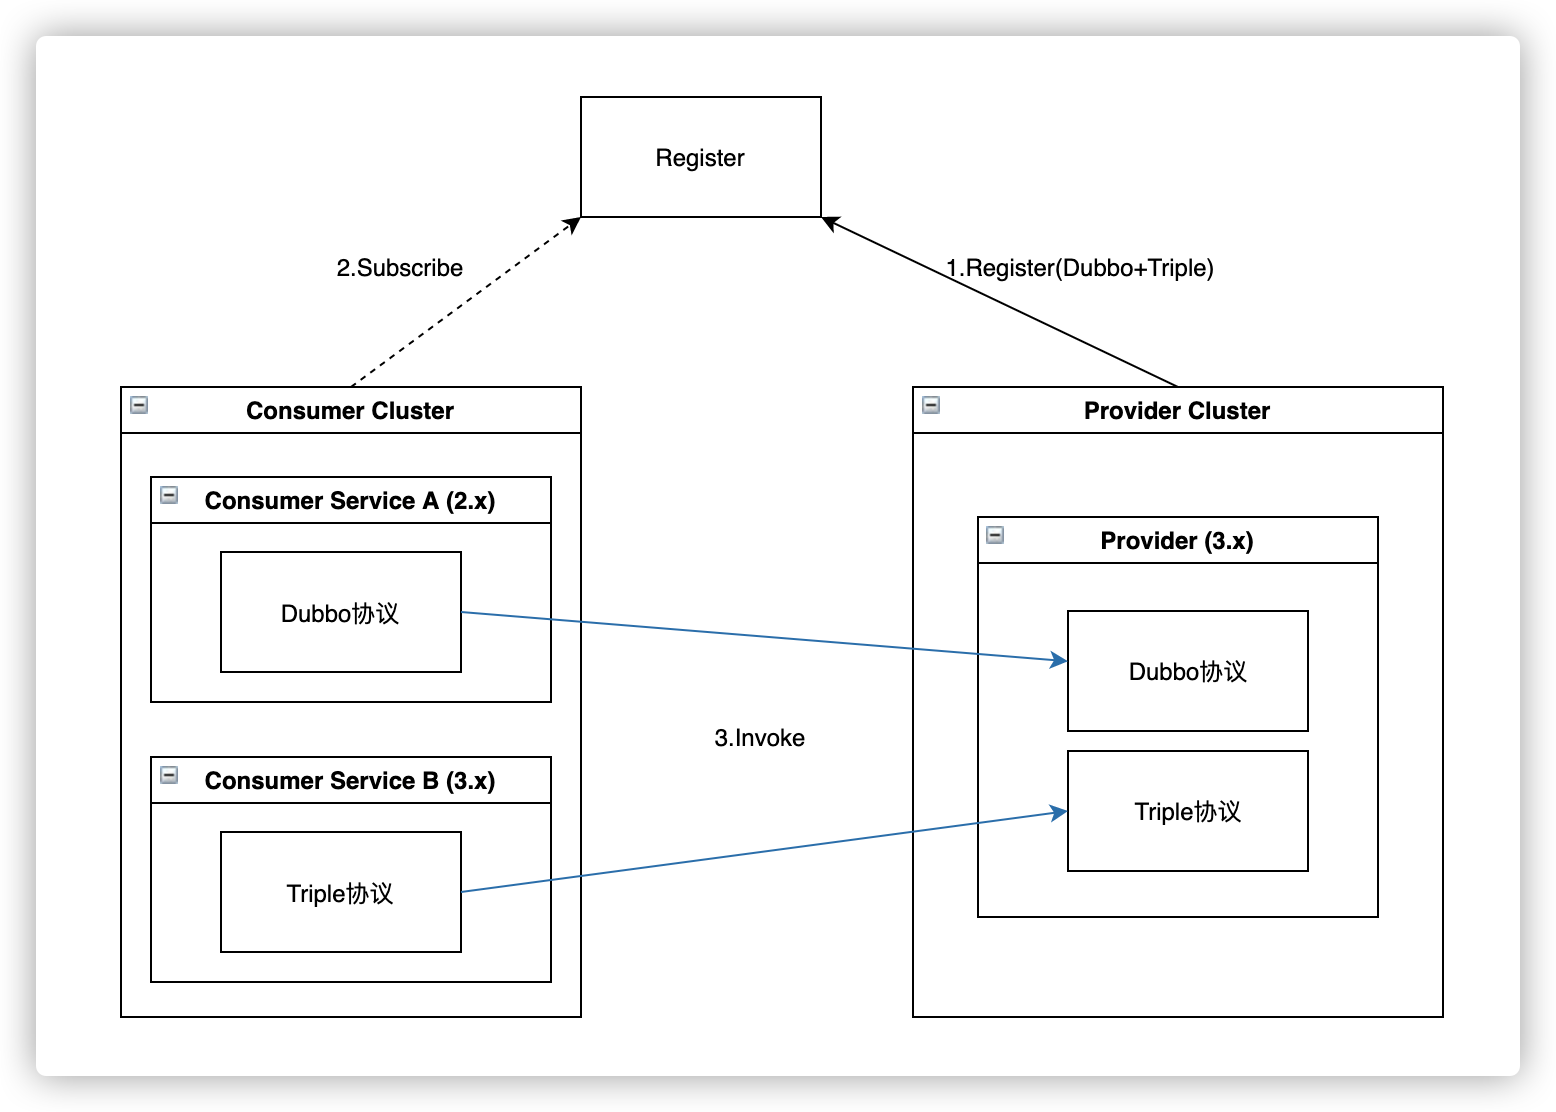 Register
2.Subscribe
1.Register(Dubbo+Triple)
Consumer Cluster
Provider Cluster
Consumer Service A (2.x)
Dubbo协议
Provider (3.x)
Dubbo协议
3.Invoke
Consumer Service B (3.x)
Triple协议
Triple协议